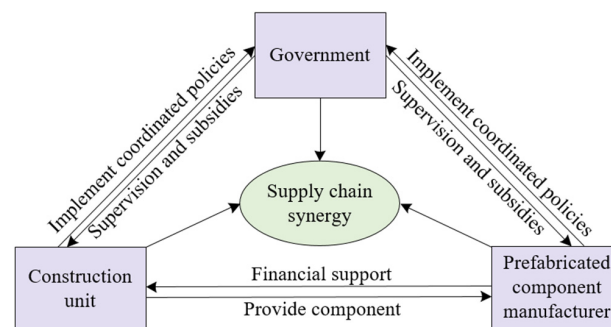 Government
Implement coordinated policies
Supervision and subsidies
Implement coordinated policies
Supervision and subsidies
Supply chain
synergy
Construction
unit
Financial support
Provide component
Prefabricated
component
manufacturer